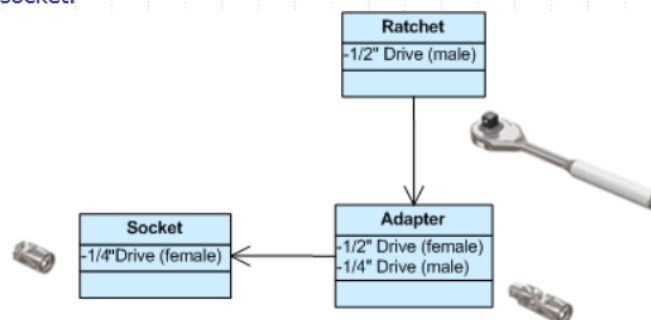 socket.
Ratchet
-1/2" Drive (male)
Adapter
-1/2" Drive (female)
-1/4" Drive (male)
Socket
-1/4"Drive (female)